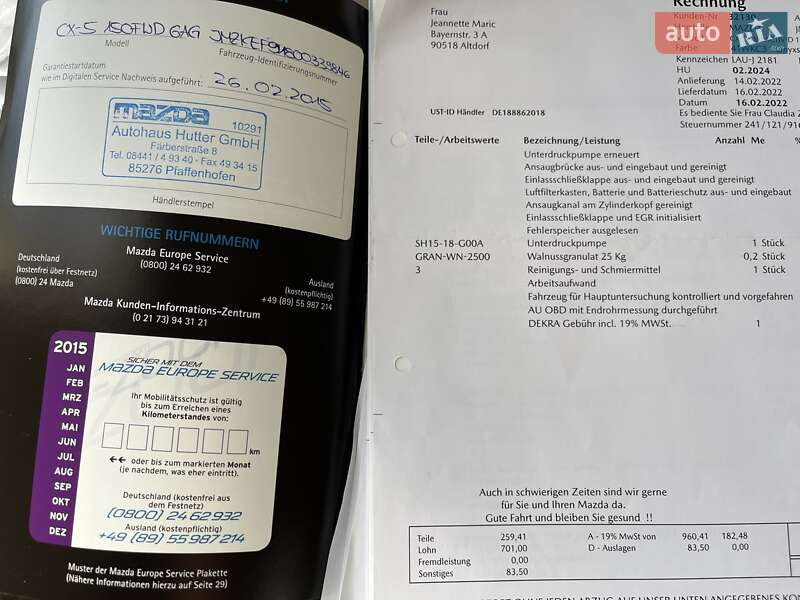 CX-5 150FWD 6AG JMZKEF91600339846
Modell
Fahrzeug-Identifizierungsnummer
Garantiestartdatum
wie im Digitalen Service Nachweis aufgeführt: 26.02.2015
mazda 10291
Autohaus Hutter GmbH
Färberstraße 8
Tel. 08441 / 4 93 40 - Fax 49 34 15
85276 Pfaffenhofen
Händlerstempel
WICHTIGE RUFNUMMERN
Deutschland
(kostenfrei über Festnetz)
(0800) 24 Mazda
Mazda Europe Service
(0800) 24 62 932
Ausland
(kostenpflichtig)
+49 (89) 55 987 214
Mazda Kunden-Informations-Zentrum
(0 21 73) 94 31 21
2015
JAN
FEB
MRZ
APR
MAI
JUN
JUL
AUG
SEP
OKT
NOV
DEZ
SICHER MIT DEM
MAZDA EUROPE SERVICE
Ihr Mobilitätsschutz ist gültig
bis zum Erreichen eines
Kilometerstandes von:
km
oder bis zum markierten Monat
(je nachdem, was eher eintritt).
Deutschland (kostenfrei aus
dem Festnetz)
(0800) 24 62 932
Ausland (kostenpflichtig)
+49 (89) 55 987 214
Muster der Mazda Europe Service Plakette
(Nähere Informationen hierzu auf Seite 29)
Frau
Jeannette Maric
Bayernstr. 3 A
90518 Altdorf
Rechnung
Kunden-Nr 32130
auto RIA
Farbe
Kennzeichen LAU-J 2181
HU 02.2024
Anlieferung 14.02.2022
Lieferdatum 16.02.2022
Datum 16.02.2022
Es bediente Sie Frau Claudia
Steuernummer 241/121/916
UST-ID Händler DE188862018
Teile-/Arbeitswerte Bezeichnung/Leistung Anzahl Me %
Unterdruckpumpe erneuert
Ansaugbrücke aus- und eingebaut und gereinigt
Einlassschließklappe aus- und eingebaut und gereinigt
Luftfilterkasten, Batterie und Batterieschutz aus- und eingebaut
Ansaugkanal am Zylinderkopf gereinigt
Einlassschließklappe und EGR initialisiert
Fehlerspeicher ausgelesen
SH15-18-G00A Unterdruckpumpe 1 Stück
GRAN-WN-2500 Walnussgranulat 25 Kg 0,2 Stück
3 Reinigungs- und Schmiermittel 1 Stück
Arbeitsaufwand
Fahrzeug für Hauptuntersuchung kontrolliert und vorgefahren
AU OBD mit Endrohrmessung durchgeführt
DEKRA Gebühr incl. 19% MWSt. 1
Auch in schwierigen Zeiten sind wir gerne
für Sie und Ihren Mazda da.
Gute Fahrt und bleiben Sie gesund !!
Teile 259,41 A - 19% MwSt von 960,41 182,48
Lohn 701,00 D - Auslagen 83,50 0,00
Fremdleistung 0,00
Sonstiges 83,50